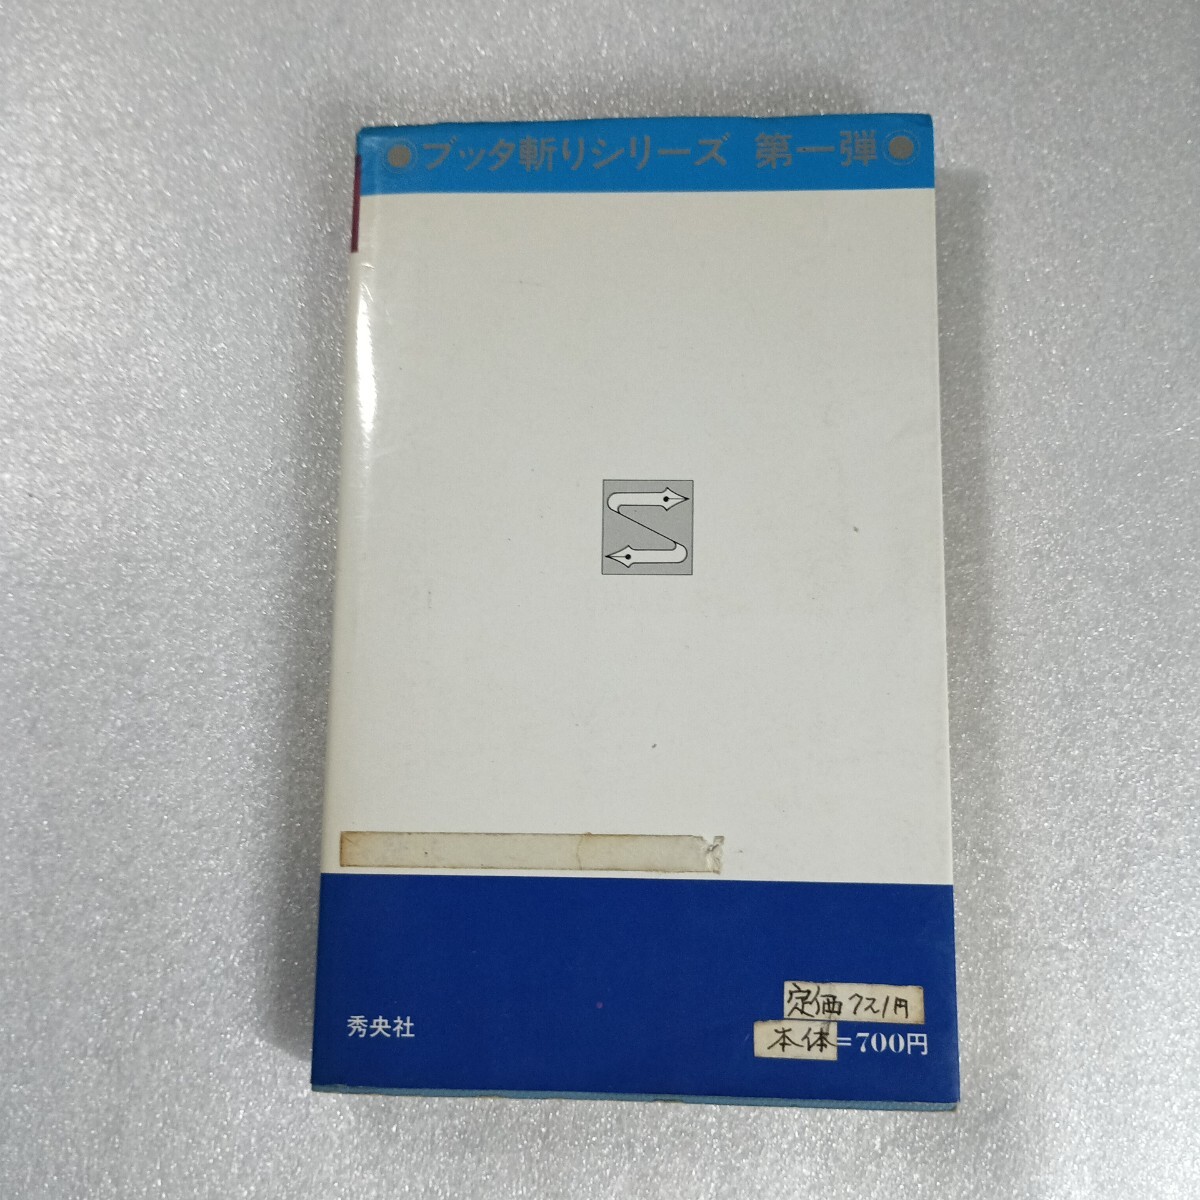 ●ブッタ斬りシリーズ 第一弾●
秀央社
定価721円
本体=700円